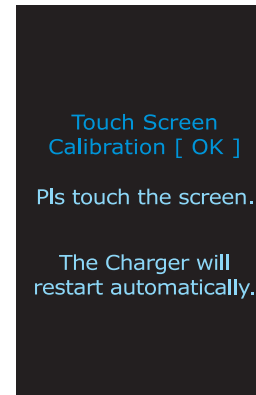 Touch Screen
Calibration [ OK ]
Pls touch the screen.
The Charger will
restart automatically.